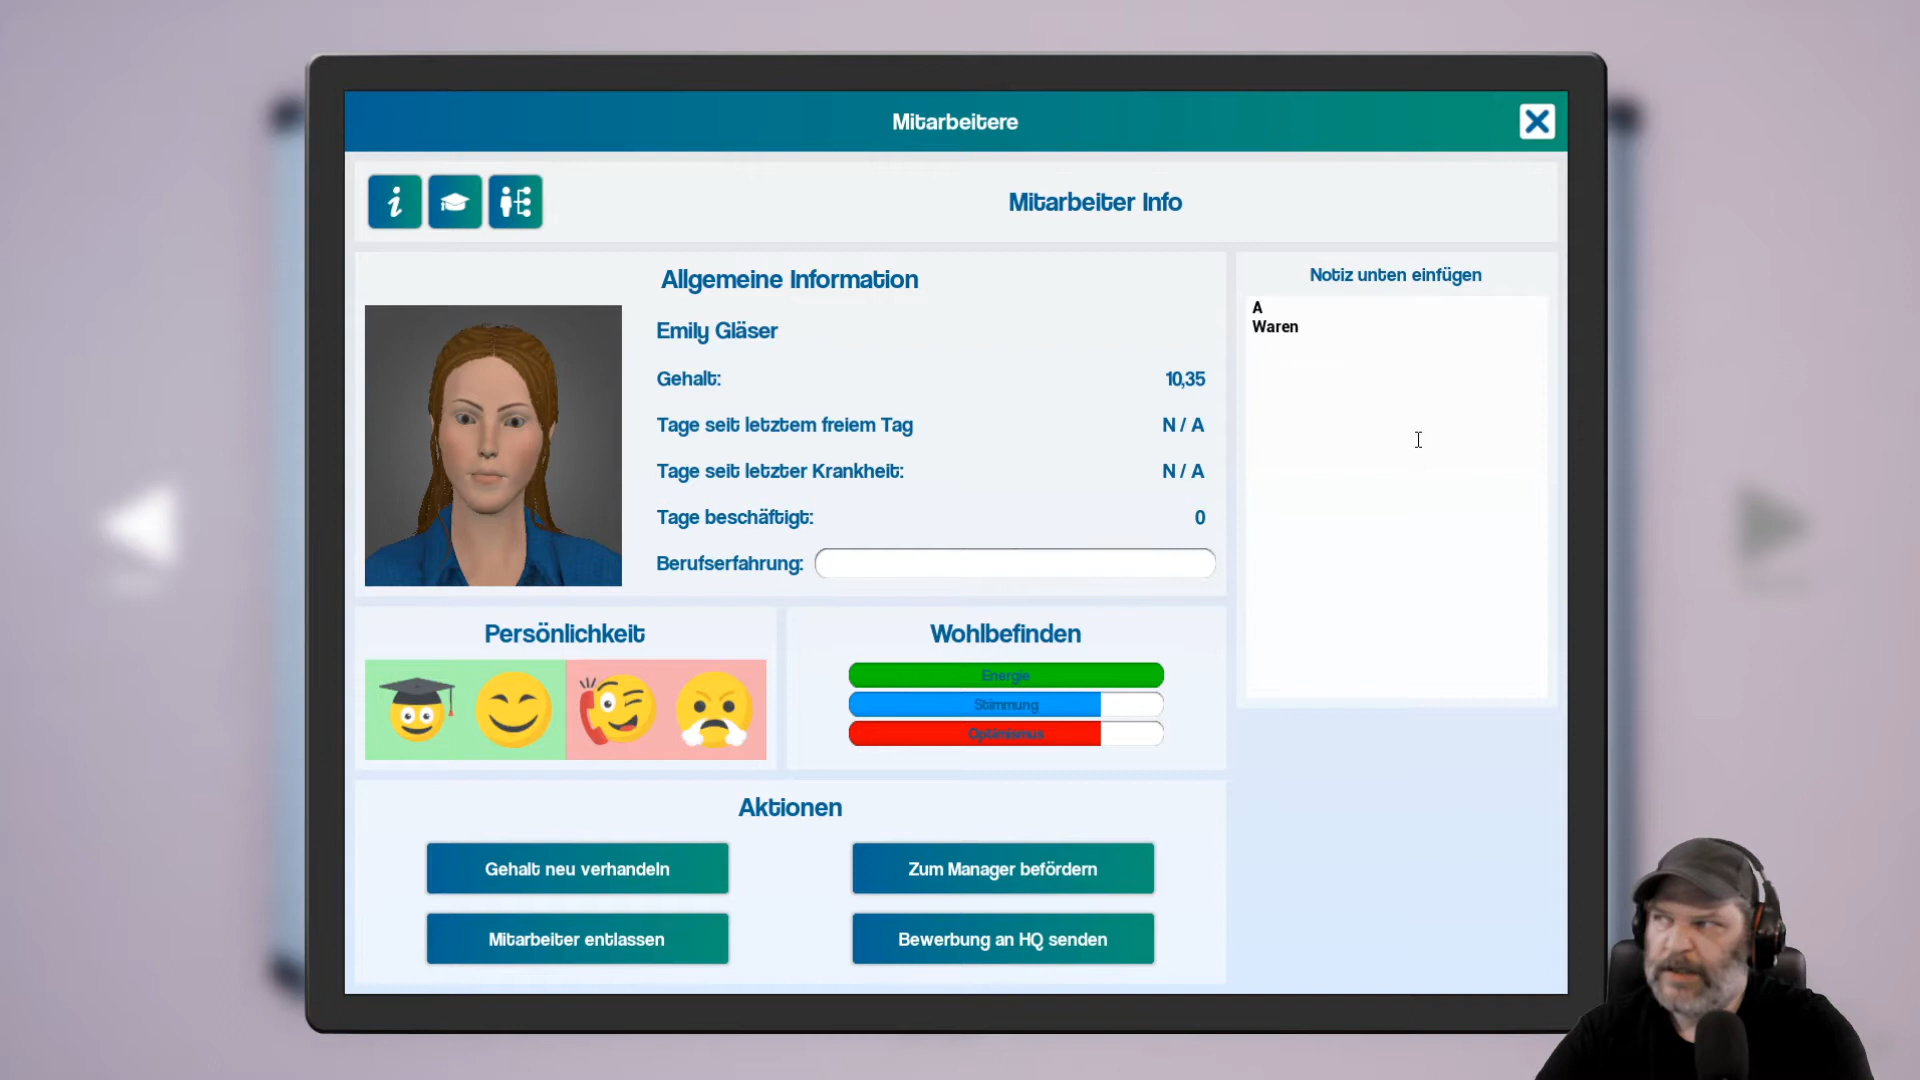 Mitarbeitere
Mitarbeiter Info
Allgemeine Information
Emily Gläser
Gehalt: 10,35
Tage seit letztem freiem Tag N / A
Tage seit letzter Krankheit: N / A
Tage beschäftigt: 0
Berufserfahrung:
Notiz unten einfügen
A
Waren
Persönlichkeit
Wohlbefinden
Energie
Stimmung
Optimismus
Aktionen
Gehalt neu verhandeln
Zum Manager befördern
Mitarbeiter entlassen
Bewerbung an HQ senden